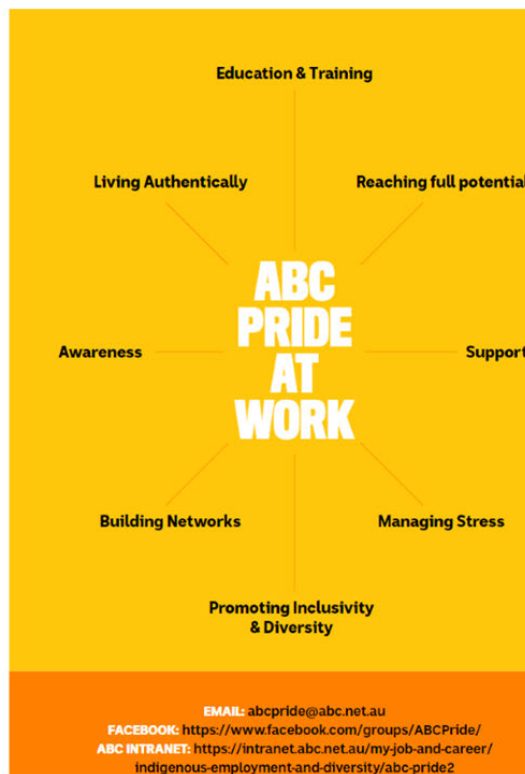 Education & Training
Living Authentically
Reaching full potential
ABC
PRIDE
AT
WORK
Awareness
Support
Building Networks
Managing Stress
Promoting Inclusivity
& Diversity
EMAIL: abcpride@abc.net.au
FACEBOOK: https://www.facebook.com/groups/ABCPride/
ABC INTRANET: https://intranet.abc.net.au/my-job-and-career/
indigenous-employment-and-diversity/abc-pride2